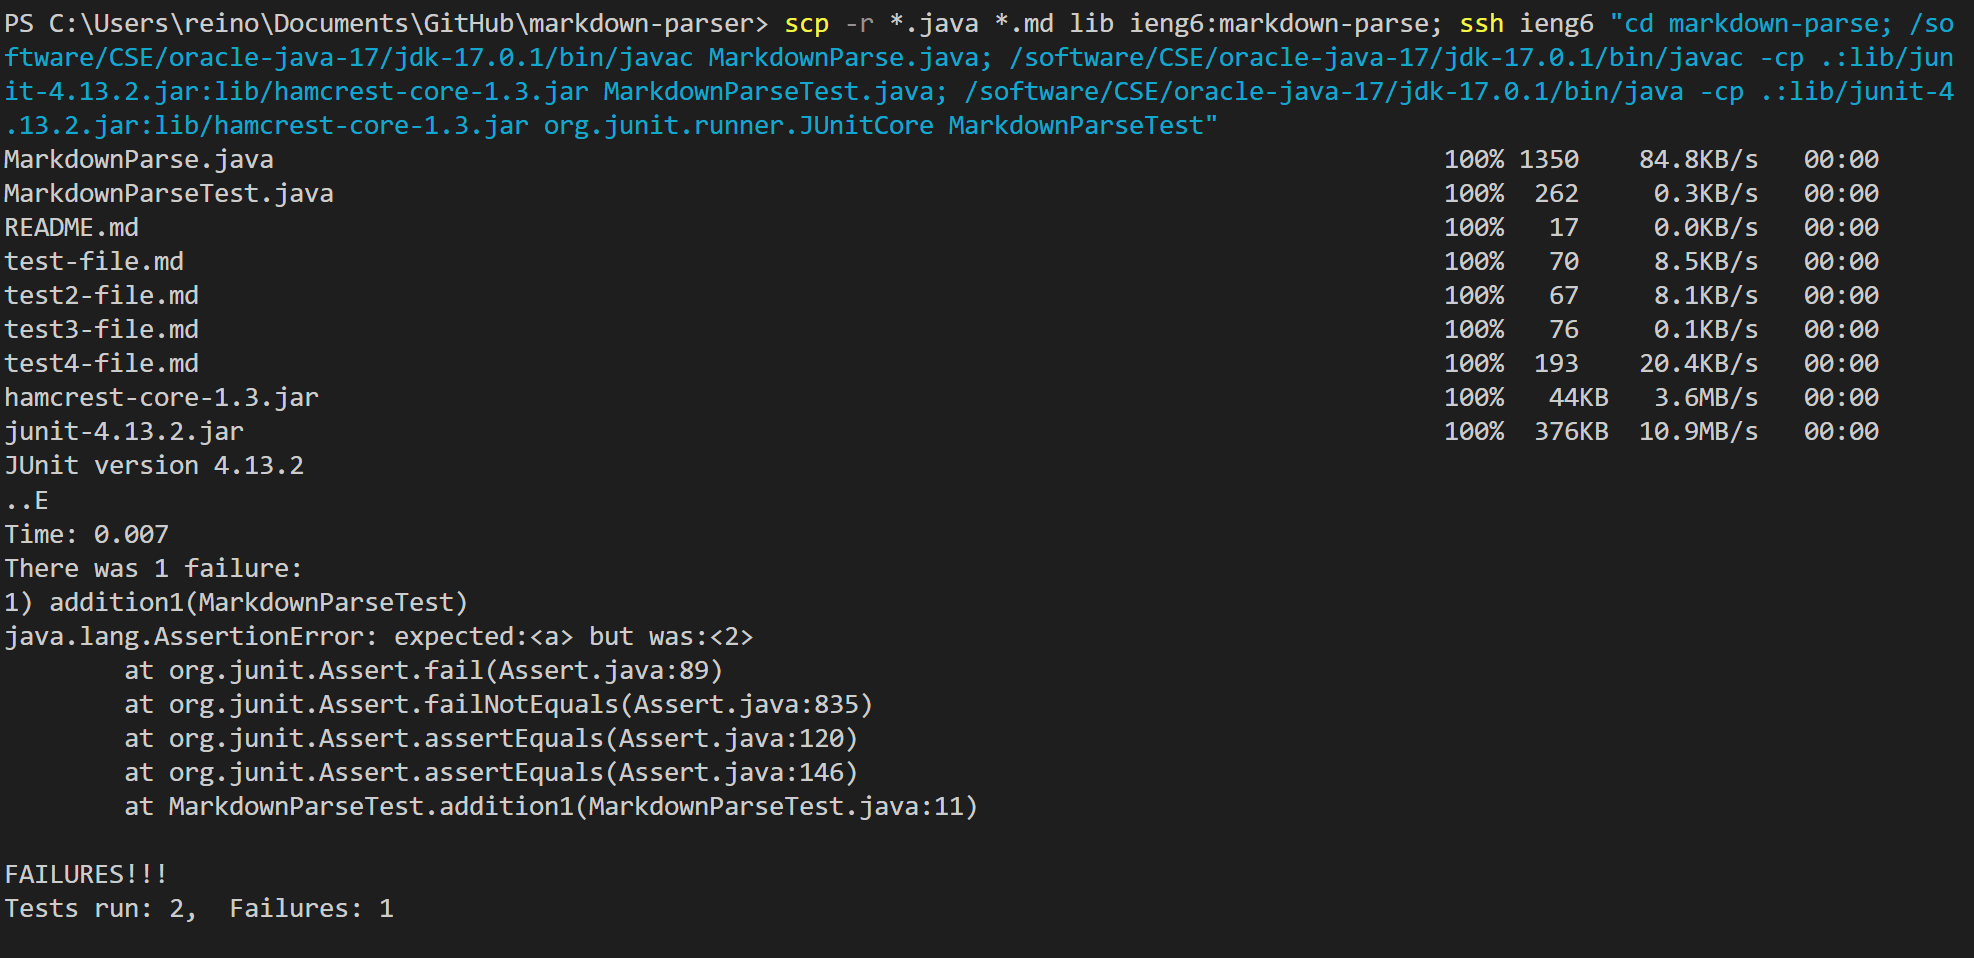 PS C:\Users\reino\Documents\GitHub\markdown-parser> scp -r *.java *.md lib ieng6:markdown-parse; ssh ieng6 "cd markdown-parse; /so
ftware/CSE/oracle-java-17/jdk-17.0.1/bin/javac MarkdownParse.java; /software/CSE/oracle-java-17/jdk-17.0.1/bin/javac -cp .:lib/jun
it-4.13.2.jar:lib/hamcrest-core-1.3.jar MarkdownParseTest.java; /software/CSE/oracle-java-17/jdk-17.0.1/bin/java -cp .:lib/junit-4
.13.2.jar:lib/hamcrest-core-1.3.jar org.junit.runner.JUnitCore MarkdownParseTest"
MarkdownParse.java 100% 1350 84.8KB/s 00:00
MarkdownParseTest.java 100% 262 0.3KB/s 00:00
README.md 100% 17 0.0KB/s 00:00
test-file.md 100% 70 8.5KB/s 00:00
test2-file.md 100% 67 8.1KB/s 00:00
test3-file.md 100% 76 0.1KB/s 00:00
test4-file.md 100% 193 20.4KB/s 00:00
hamcrest-core-1.3.jar 100% 44KB 3.6MB/s 00:00
junit-4.13.2.jar 100% 376KB 10.9MB/s 00:00
JUnit version 4.13.2
..E
Time: 0.007
There was 1 failure:
1) addition1(MarkdownParseTest)
java.lang.AssertionError: expected:<a> but was:<2>
        at org.junit.Assert.fail(Assert.java:89)
        at org.junit.Assert.failNotEquals(Assert.java:835)
        at org.junit.Assert.assertEquals(Assert.java:120)
        at org.junit.Assert.assertEquals(Assert.java:146)
        at MarkdownParseTest.addition1(MarkdownParseTest.java:11)
FAILURES!!!
Tests run: 2,  Failures: 1